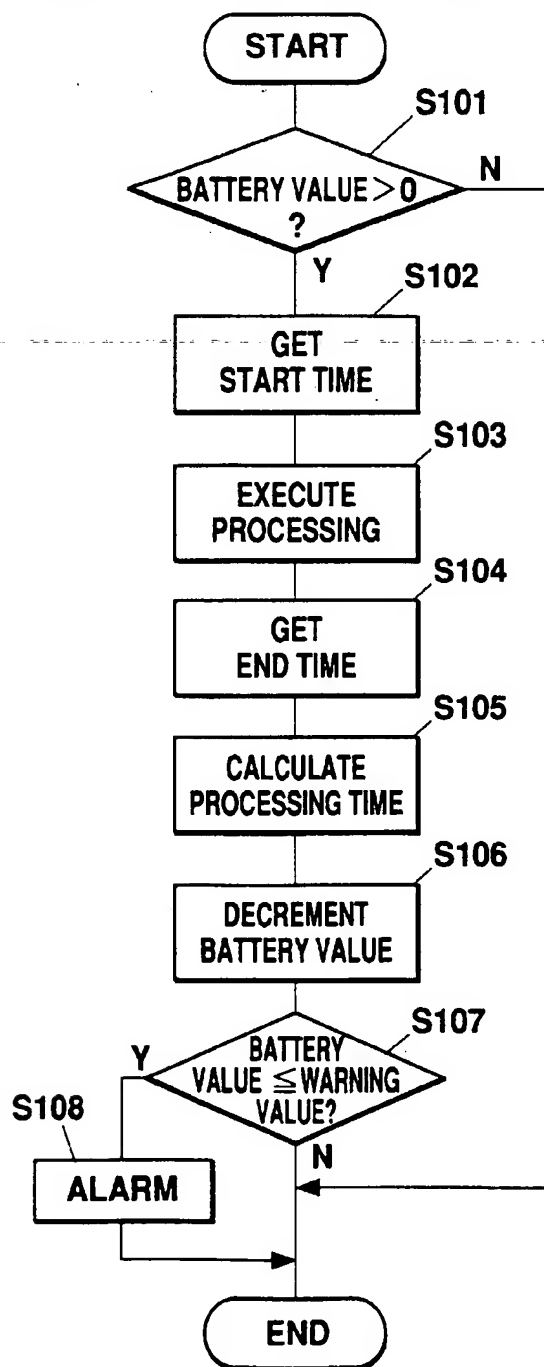 START
S101
BATTERY VALUE > 0
?
N
Y
S102
GET
START TIME
S103
EXECUTE
PROCESSING
S104
GET
END TIME
S105
CALCULATE
PROCESSING TIME
S106
DECREMENT
BATTERY VALUE
S107
BATTERY
VALUE ≦ WARNING
VALUE?
Y
N
S108
ALARM
END